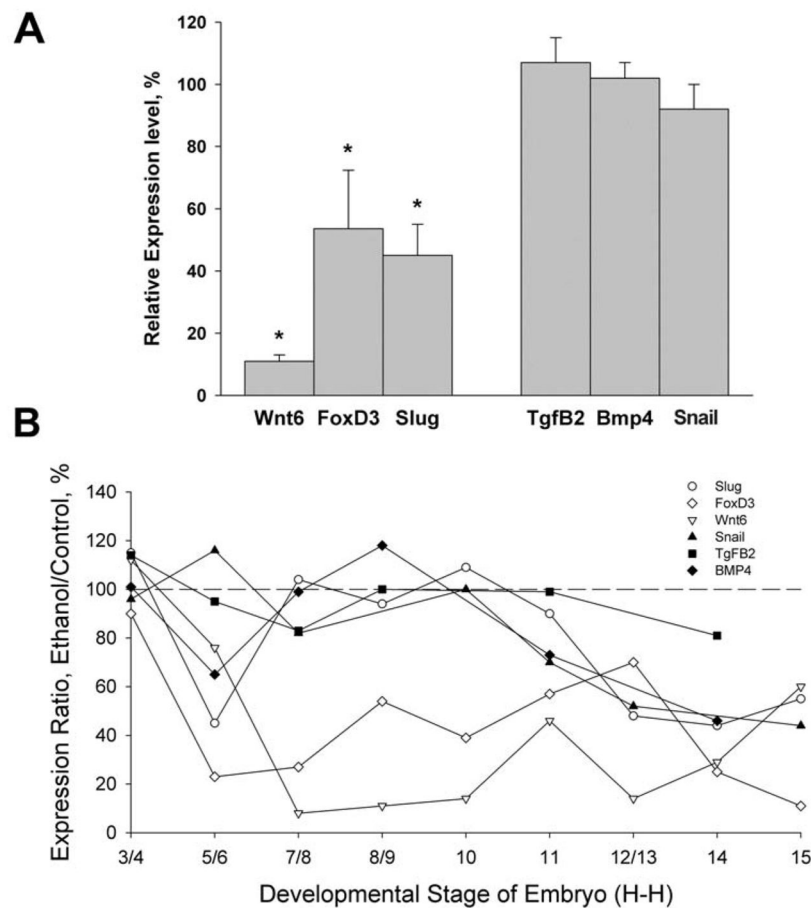 A
Relative Expression level, %
120
100
80
60
40
20
0
* * *
Wnt6 FoxD3 Slug TgfB2 Bmp4 Snail
B
Expression Ratio, Ethanol/Control, %
140
120
100
80
60
40
20
0
Slug
FoxD3
Wnt6
Snail
TgFB2
BMP4
3/4 5/6 7/8 8/9 10 11 12/13 14 15
Developmental Stage of Embryo (H-H)